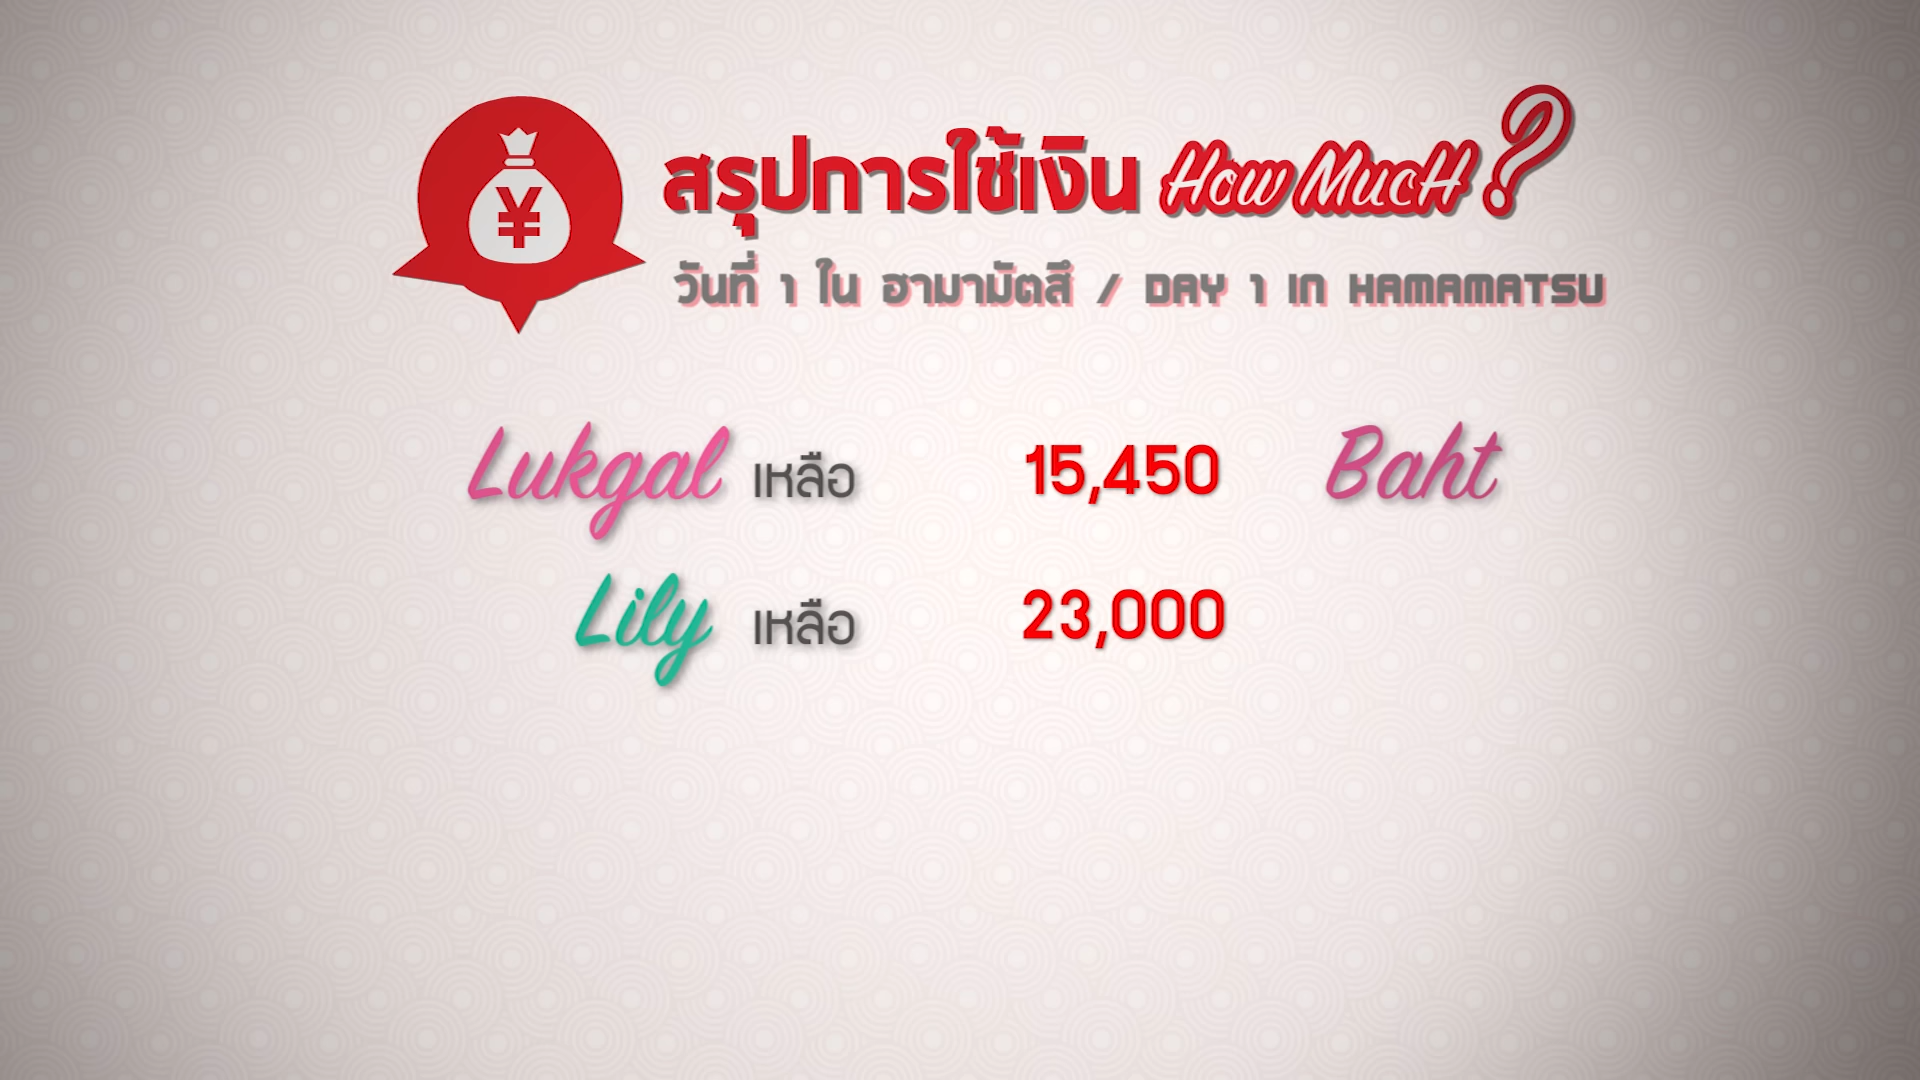 ¥
สรุปการใช้เงิน How Much?
วันที่ 1 ใน ฮามามัตสึ / DAY 1 IN HAMAMATSU
Lukgal เหลือ 15,450 Baht
Lily เหลือ 23,000